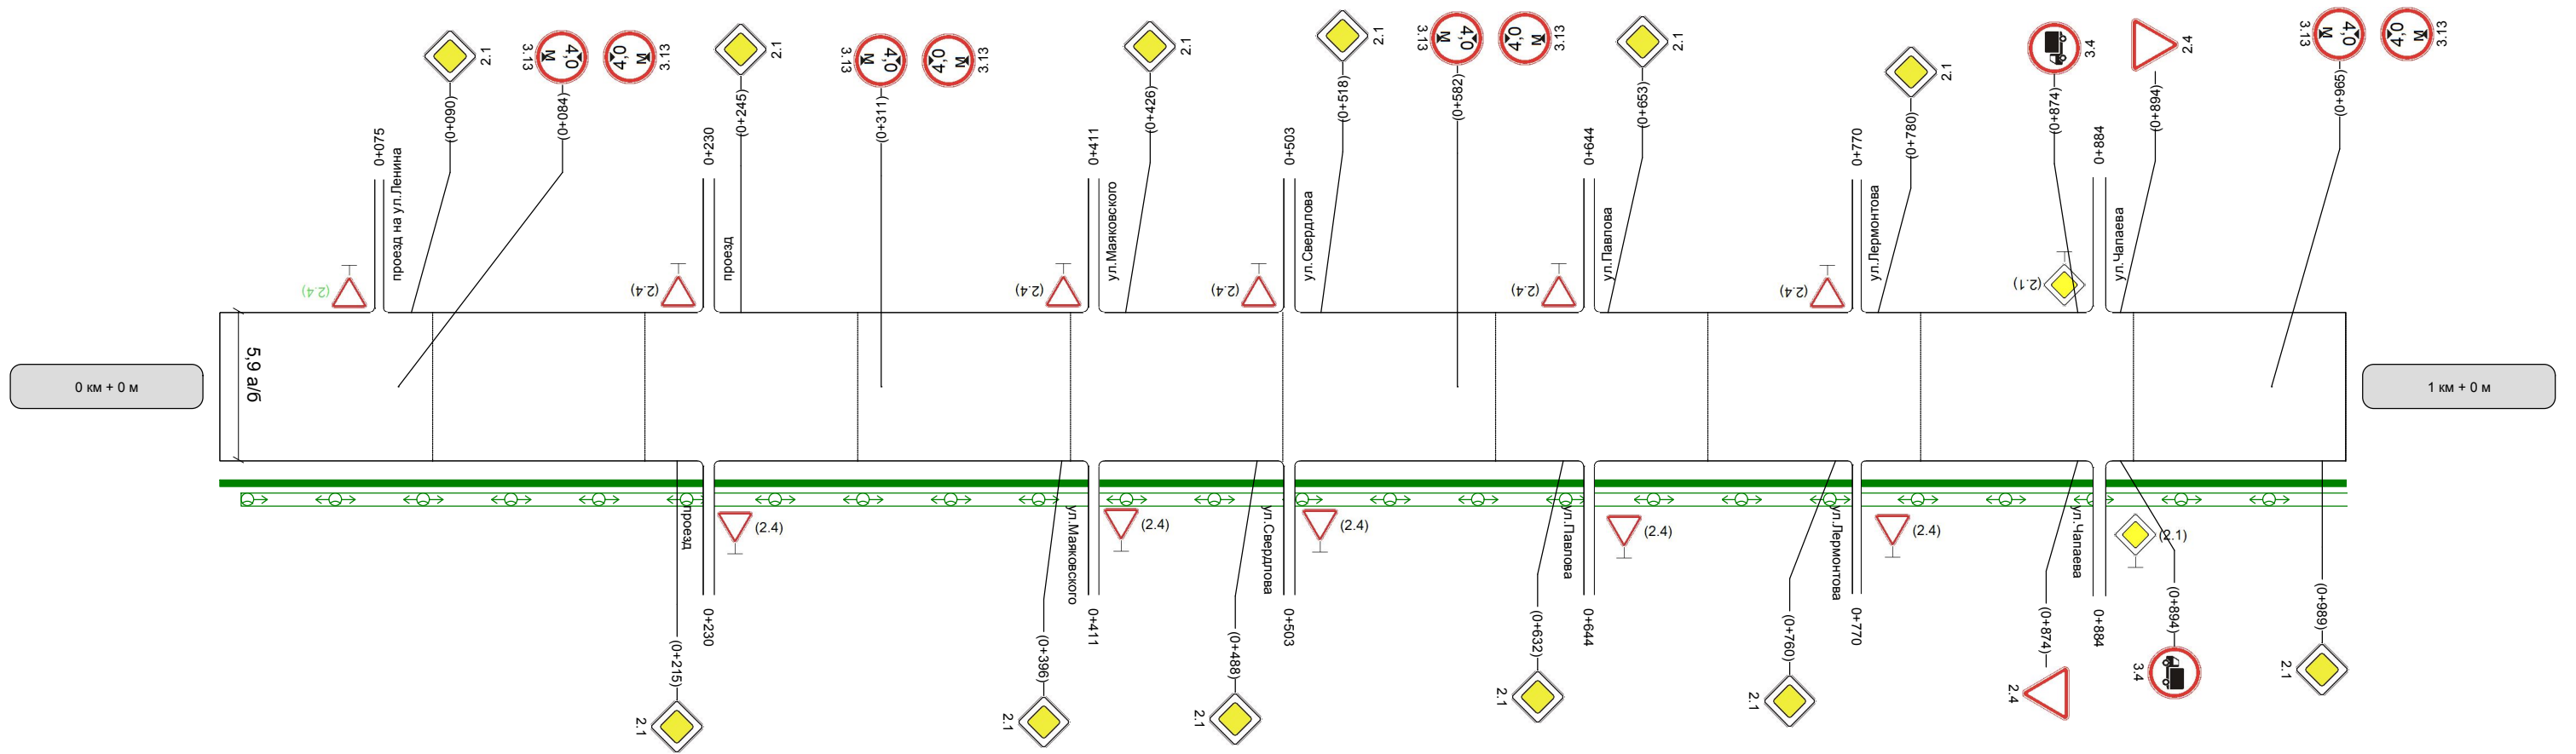 2.1
3.13
4,0 м
4,0 м
3.13
2.1
3.13
4,0 м
4,0 м
3.13
2.1
2.1
3.13
4,0 м
4,0 м
3.13
2.1
2.1
3.4
2.4
3.13
4,0 м
4,0 м
3.13
(0+090)
(0+084)
(0+245)
(0+311)
(0+426)
(0+518)
(0+582)
(0+653)
(0+780)
(0+874)
(0+894)
(0+965)
0+075
проезд на ул.Ленина
0+230
проезд
0+411
ул.Маяковского
0+503
ул.Свердлова
0+644
ул.Павлова
0+770
ул.Лермонтова
0+884
ул.Чапаева
(2.4)
(2.4)
(2.4)
(2.4)
(2.4)
(2.4)
(2.1)
0 км + 0 м
5,9 а/б
1 км + 0 м
проезд
(2.4)
ул.Маяковского
(2.4)
ул.Свердлова
(2.4)
ул.Павлова
(2.4)
ул.Лермонтова
(2.4)
ул.Чапаева
(2.1)
(0+215)
0+230
(0+396)
0+411
(0+488)
0+503
(0+632)
0+644
(0+760)
0+770
(0+874)
0+884
(0+894)
(0+989)
2.1
2.1
2.1
2.1
2.1
2.4
3.4
2.1